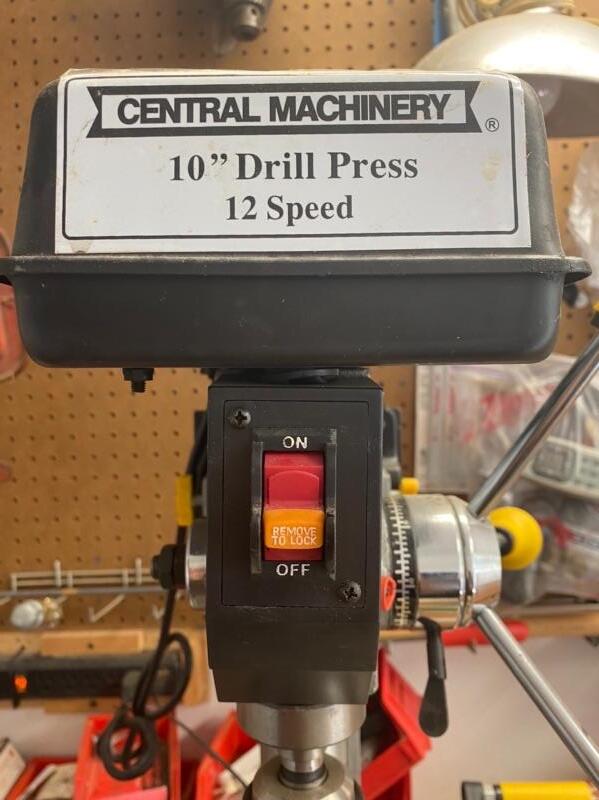 CENTRAL MACHINERY
®
10” Drill Press
12 Speed
ON
REMOVE
TO LOCK
OFF